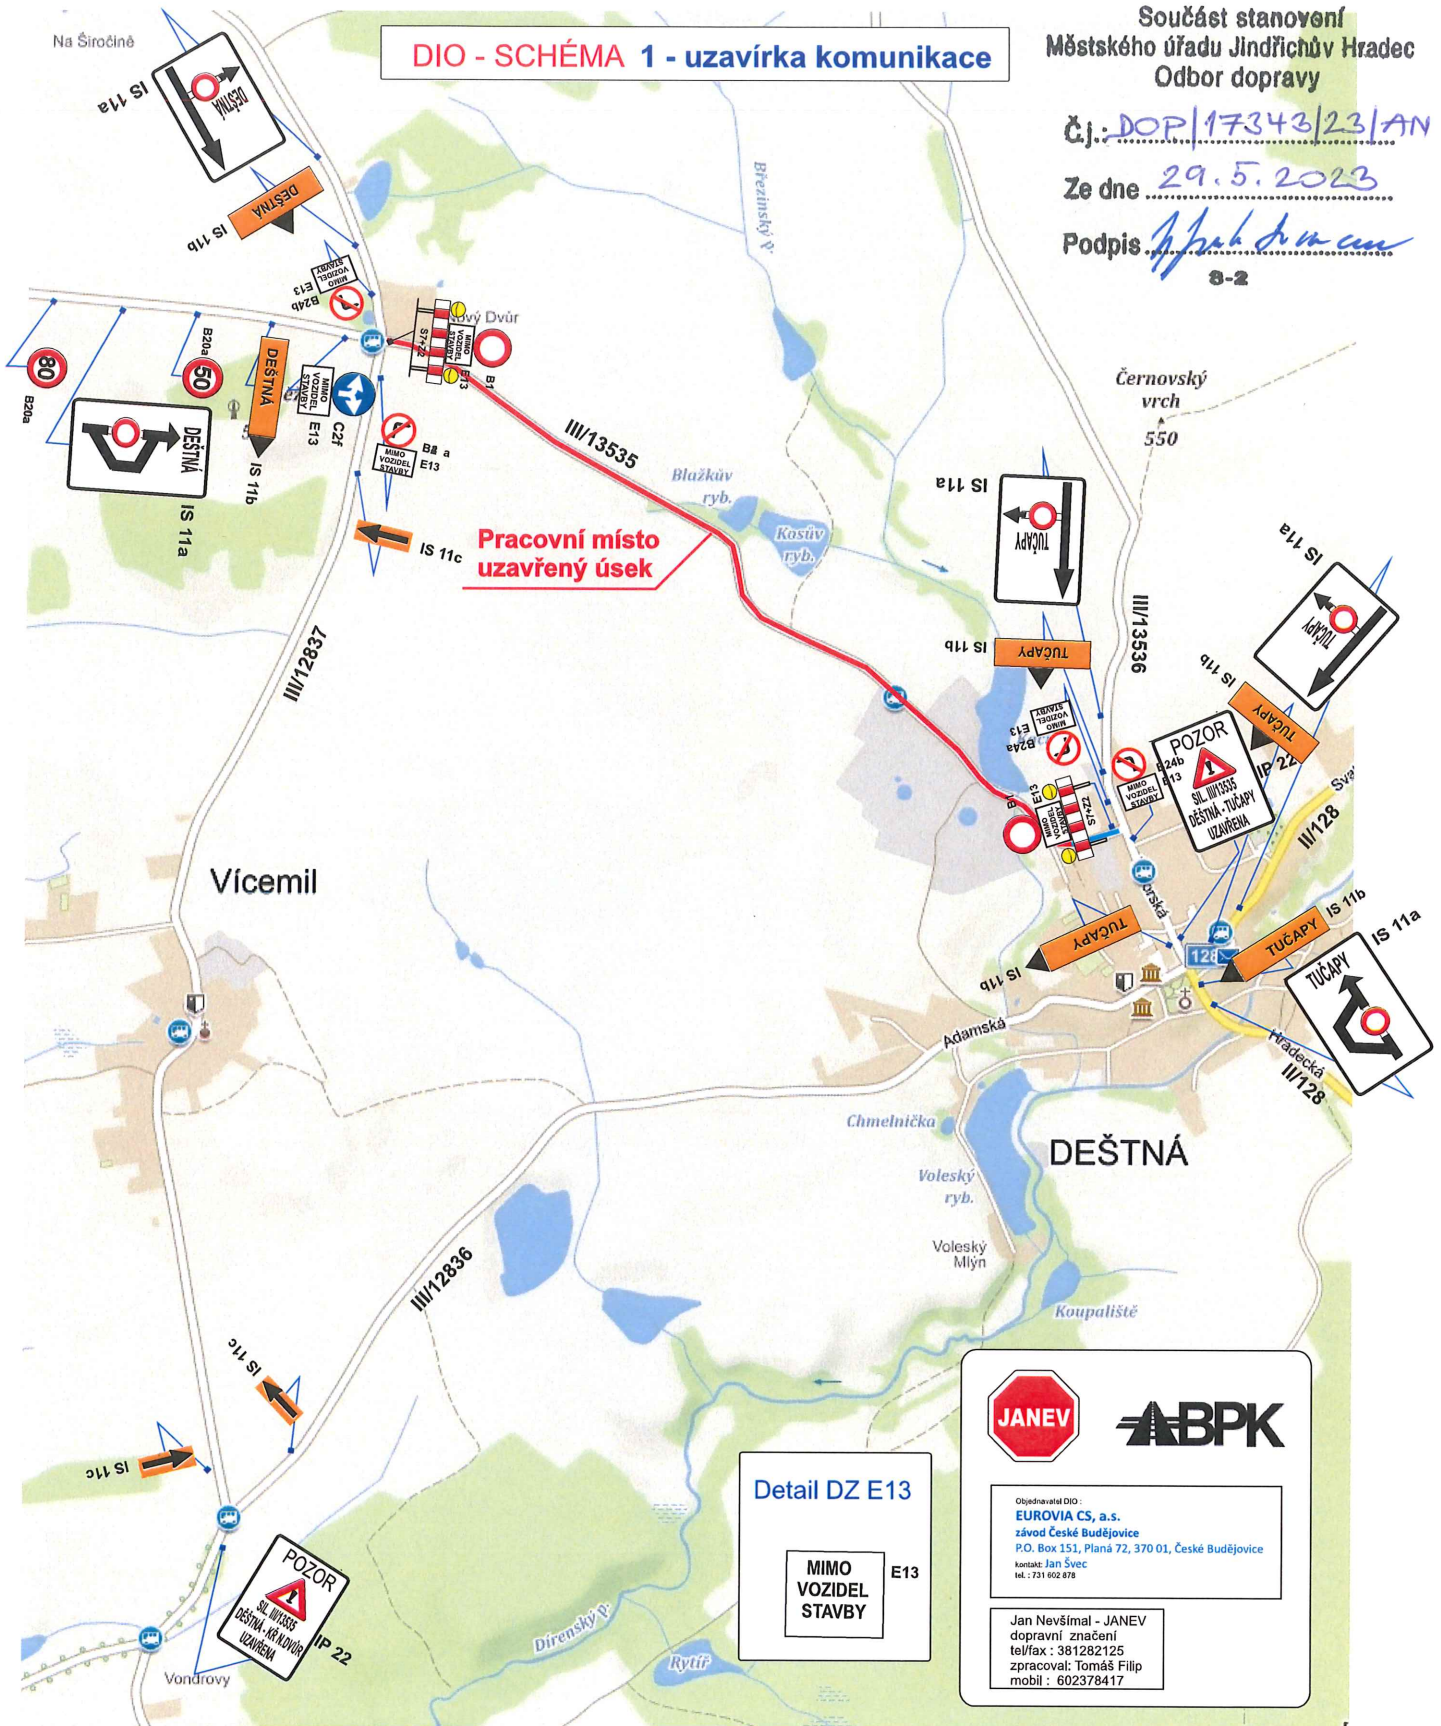 Součást stanovení
Městského úřadu Jindřichův Hradec
Odbor dopravy
Č.j.: DOP/17343/23/AN
Ze dne 29.5.2023
Podpis
S-2
DIO - SCHÉMA 1 - uzavírka komunikace
Na Širočině
IS 11a
DEŠTNÁ
DEŠTNÁ
IS 11b
MIMO
VOZIDEL
STAVBY
E13
B24b
Nový Dvůr
S7+Z2
MIMO
VOZIDEL
STAVBY
E13
B1
80
B20a
50
B20a
DEŠTNÁ
IS 11a
DEŠTNÁ
IS 11b
MIMO
VOZIDEL
STAVBY
E13
C2f
MIMO
VOZIDEL
STAVBY
E13
IS 11c
III/13535
Březinský p.
Blažkův
ryb.
Kosův
ryb.
Pracovní místo
uzavřený úsek
Černovský
vrch
550
IS 11a
TUČAPY
IS 11b
TUČAPY
III/13536
IS 11a
TUČAPY
IS 11b
TUČAPY
MIMO
VOZIDEL
STAVBY
E13
B24a
B24b
E13
MIMO
VOZIDEL
STAVBY
POZOR
SIL. III/13535
DEŠTNÁ - TUČAPY
UZAVŘENA
IP 22
B1
E13
MIMO
VOZIDEL
STAVBY
S7+Z2
III/12837
II/128
Vícemil
TUČAPY
IS 11b
128
TUČAPY
IS 11b
TUČAPY
IS 11a
Adamská
Hradecká
II/128
Chmelnička
DEŠTNÁ
Voleský
ryb.
Voleský
Mlýn
Koupaliště
III/12836
IS 11c
IS 11c
POZOR
SIL. III/13535
DEŠTNÁ - KŘ N.DVŮR
UZAVŘENA
IP 22
Vondrovy
Dírenský p.
Rytíř
Detail DZ E13
MIMO
VOZIDEL
STAVBY
E13
JANEV
BPK
Objednavatel DIO :
EUROVIA CS, a.s.
závod České Budějovice
P.O. Box 151, Planá 72, 370 01, České Budějovice
kontakt: Jan Švec
tel. : 731 602 878
Jan Nevšímal - JANEV
dopravní značení
tel/fax : 381282125
zpracoval: Tomáš Filip
mobil : 602378417